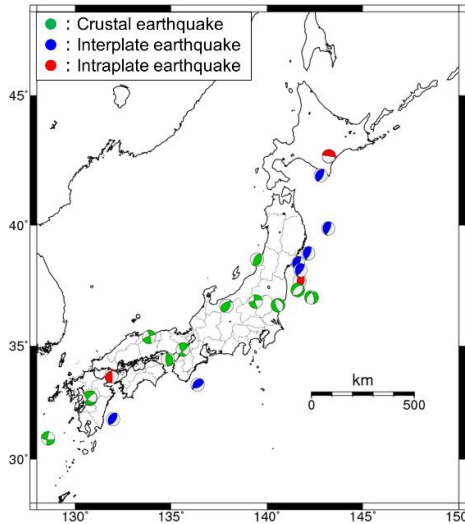 : Crustal earthquake
: Interplate earthquake
: Intraplate earthquake
45°
40°
35°
30°
km
0 500
130° 135° 140° 145° 150